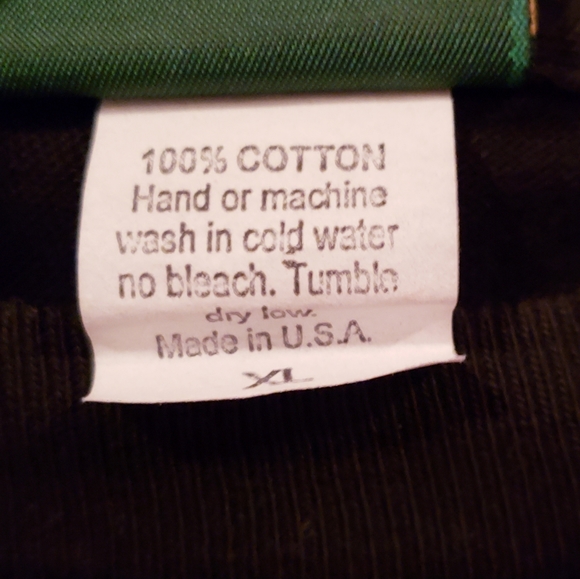 100% COTTON
Hand or machine
wash in cold water
no bleach. Tumble
dry low.
Made in U.S.A.
XL